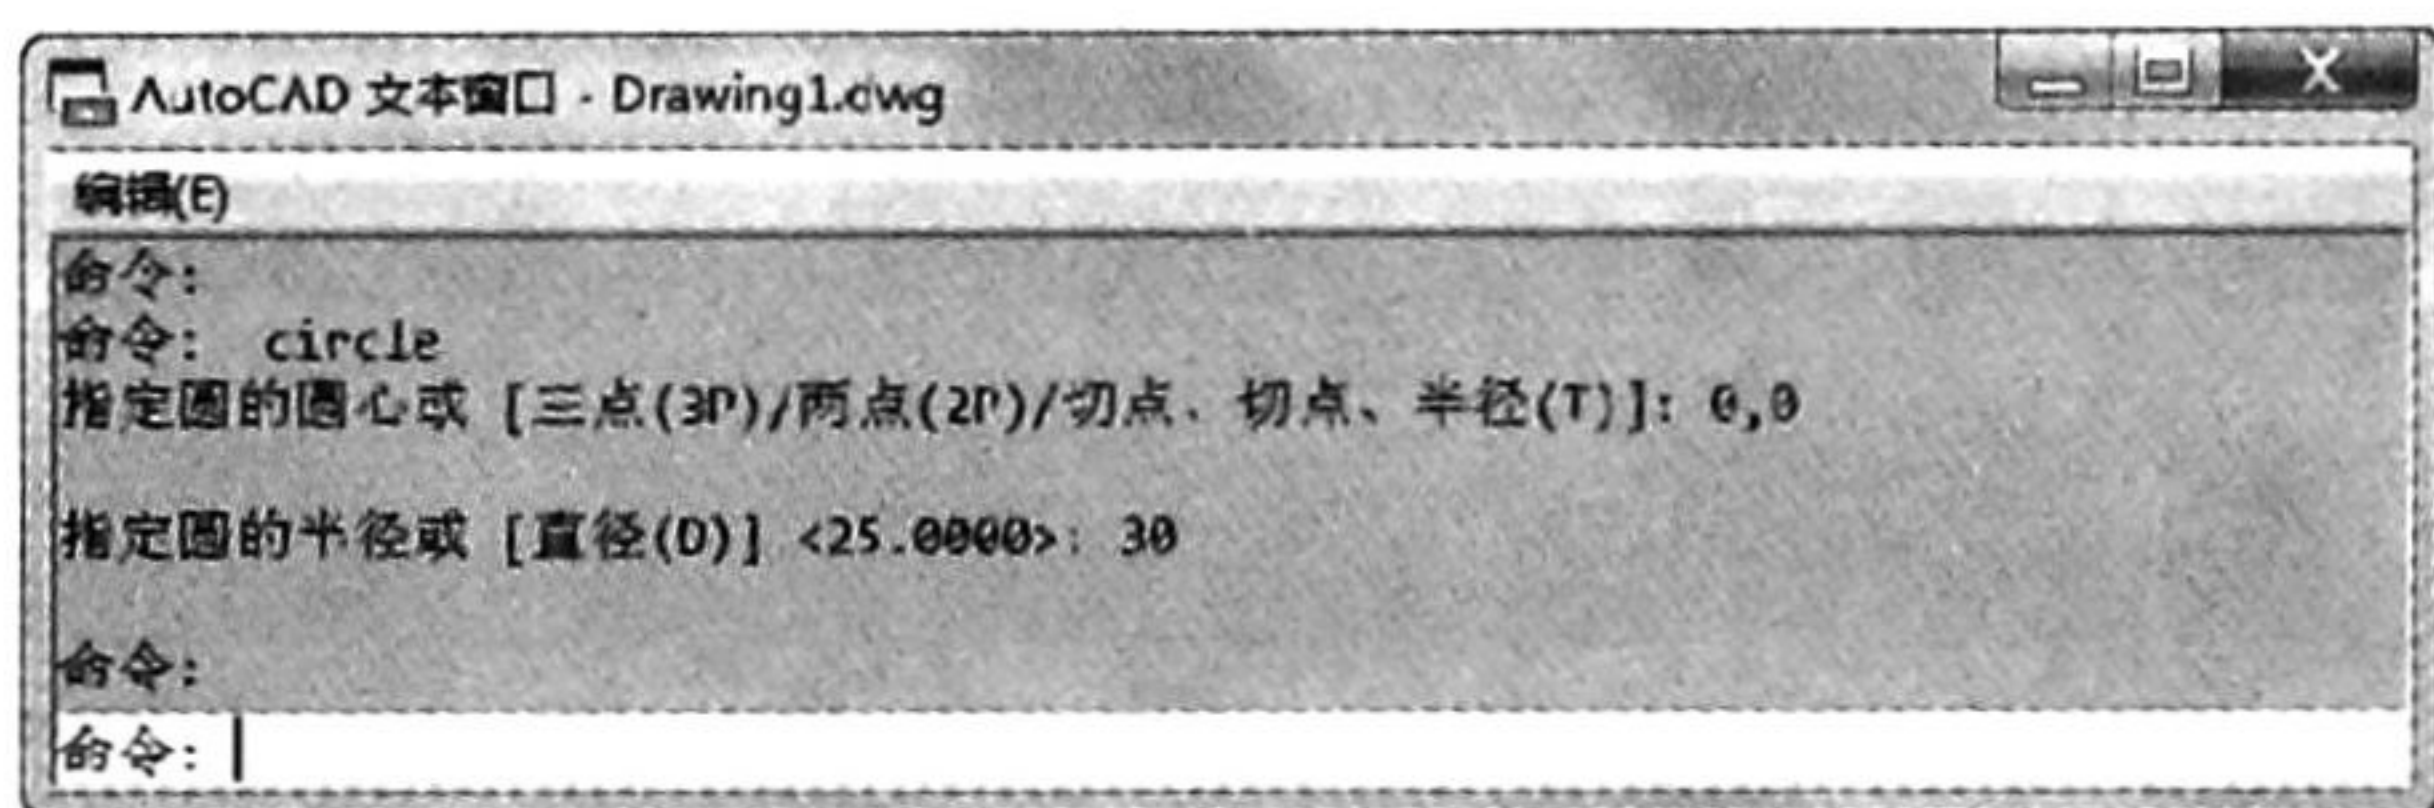 AutoCAD 文本窗口 - Drawing1.dwg
编辑(E)
命令:
命令: circle
指定圆的圆心或 [三点(3P)/两点(2P)/切点、切点、半径(T)]: 0,0
指定圆的半径或 [直径(D)] <25.0000>: 30
命令:
命令: